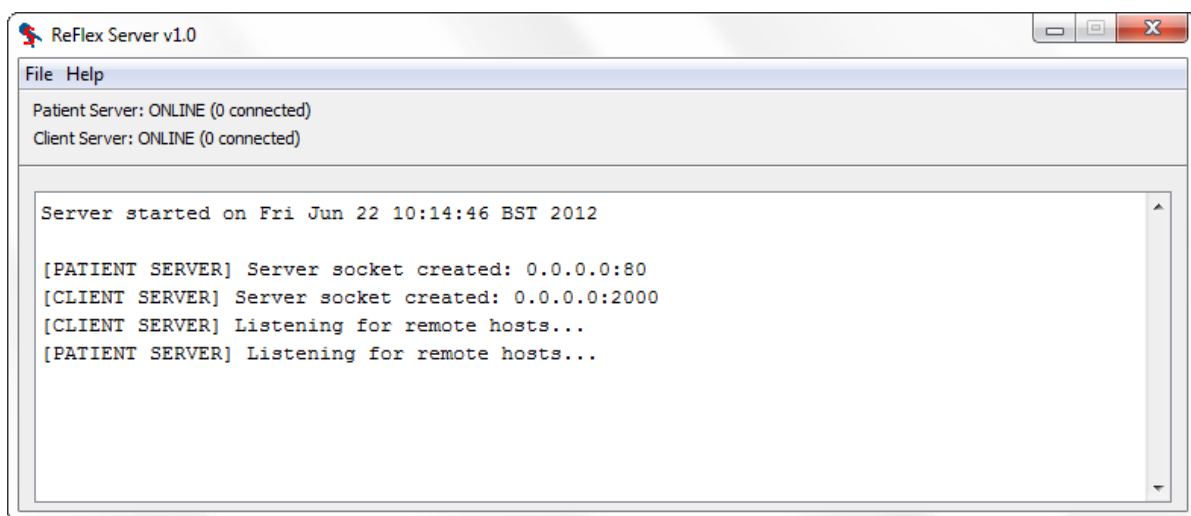 ReFlex Server v1.0
File Help
Patient Server: ONLINE (0 connected)
Client Server: ONLINE (0 connected)
Server started on Fri Jun 22 10:14:46 BST 2012
[PATIENT SERVER] Server socket created: 0.0.0.0:80
[CLIENT SERVER] Server socket created: 0.0.0.0:2000
[CLIENT SERVER] Listening for remote hosts...
[PATIENT SERVER] Listening for remote hosts...